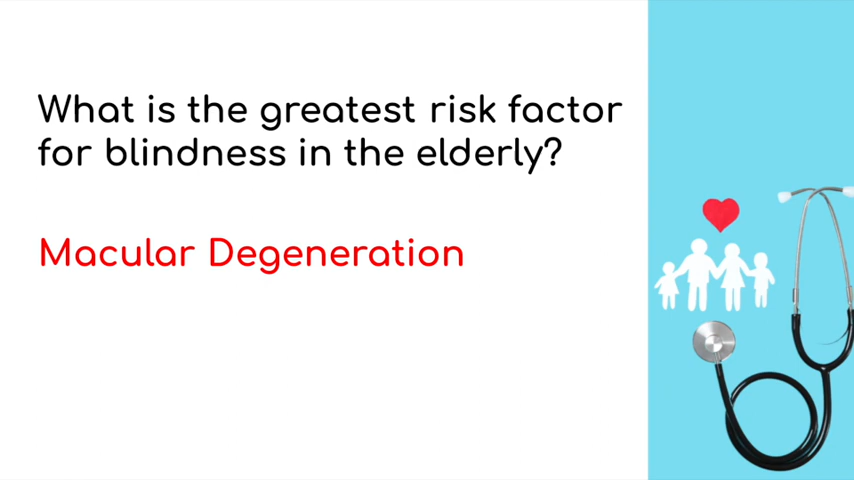 What is the greatest risk factor
for blindness in the elderly?
Macular Degeneration